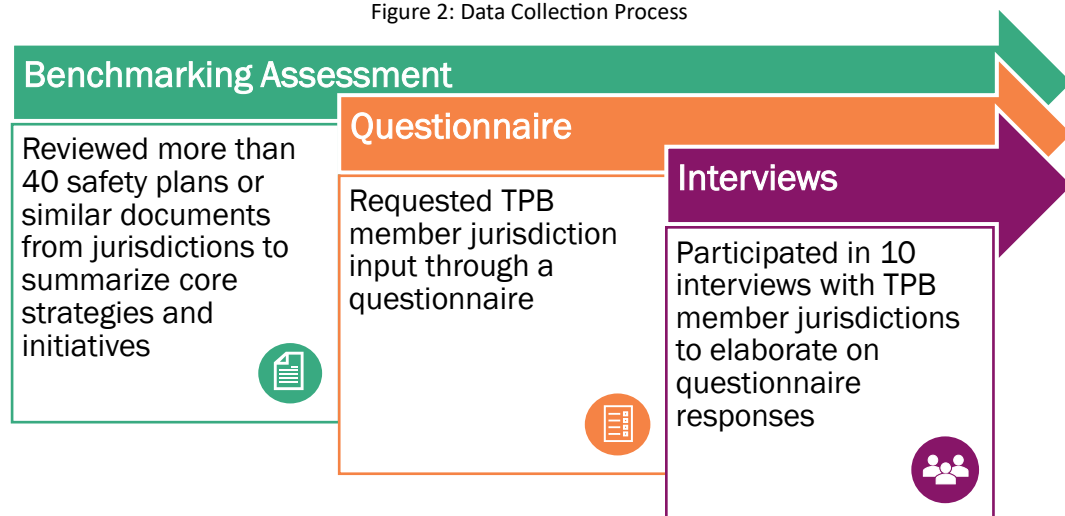 Figure 2: Data Collection Process
Benchmarking Assessment
Reviewed more than
40 safety plans or
similar documents
from jurisdictions to
summarize core
strategies and
initiatives
Questionnaire
Requested TPB
member jurisdiction
input through a
questionnaire
Interviews
Participated in 10
interviews with TPB
member jurisdictions
to elaborate on
questionnaire
responses